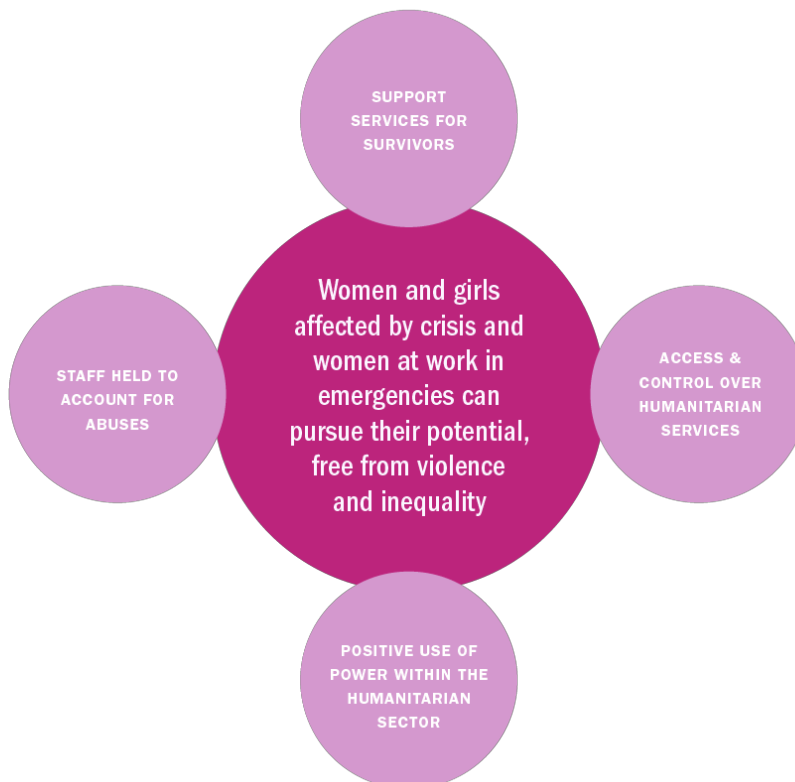 SUPPORT
SERVICES FOR
SURVIVORS
Women and girls
affected by crisis and
women at work in
emergencies can
pursue their potential,
free from violence
and inequality
STAFF HELD TO
ACCOUNT FOR
ABUSES
ACCESS &
CONTROL OVER
HUMANITARIAN
SERVICES
POSITIVE USE OF
POWER WITHIN THE
HUMANITARIAN
SECTOR